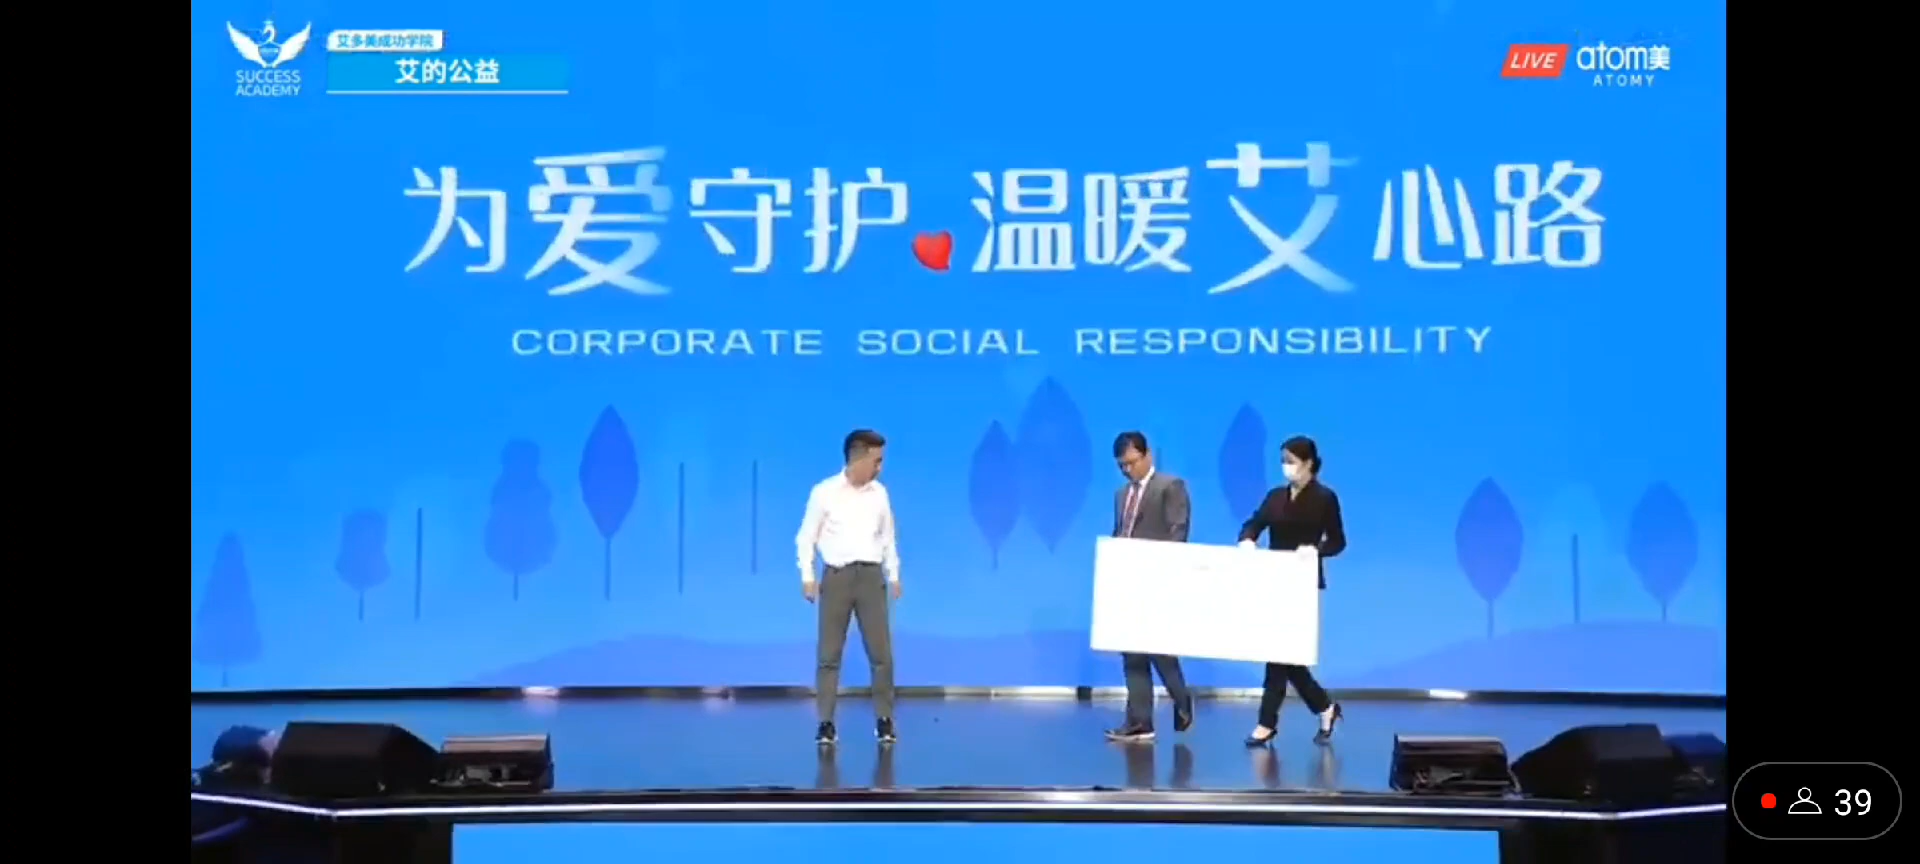 SUCCESS
ACADEMY
艾多美成功学院
艾的公益
LIVE
atom美
ATOMY
为爱守护 温暖艾心路
CORPORATE SOCIAL RESPONSIBILITY
39